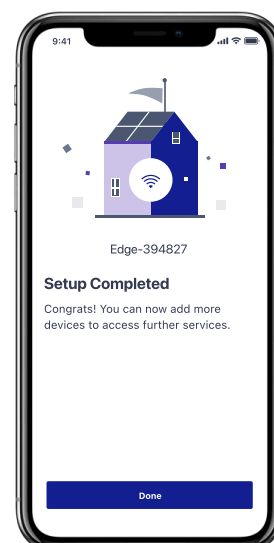 9:41
Edge-394827
Setup Completed
Congrats! You can now add more
devices to access further services.
Done